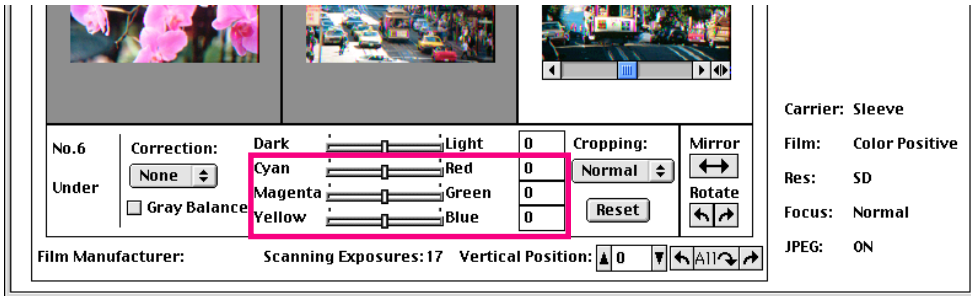 No.6
Under
Correction:
None
Gray Balance
Dark Light 0
Cyan Red 0
Magenta Green 0
Yellow Blue 0
Cropping:
Normal
Reset
Mirror
Rotate
Film Manufacturer: Scanning Exposures:17 Vertical Position: 0 All
Carrier: Sleeve
Film: Color Positive
Res: SD
Focus: Normal
JPEG: ON